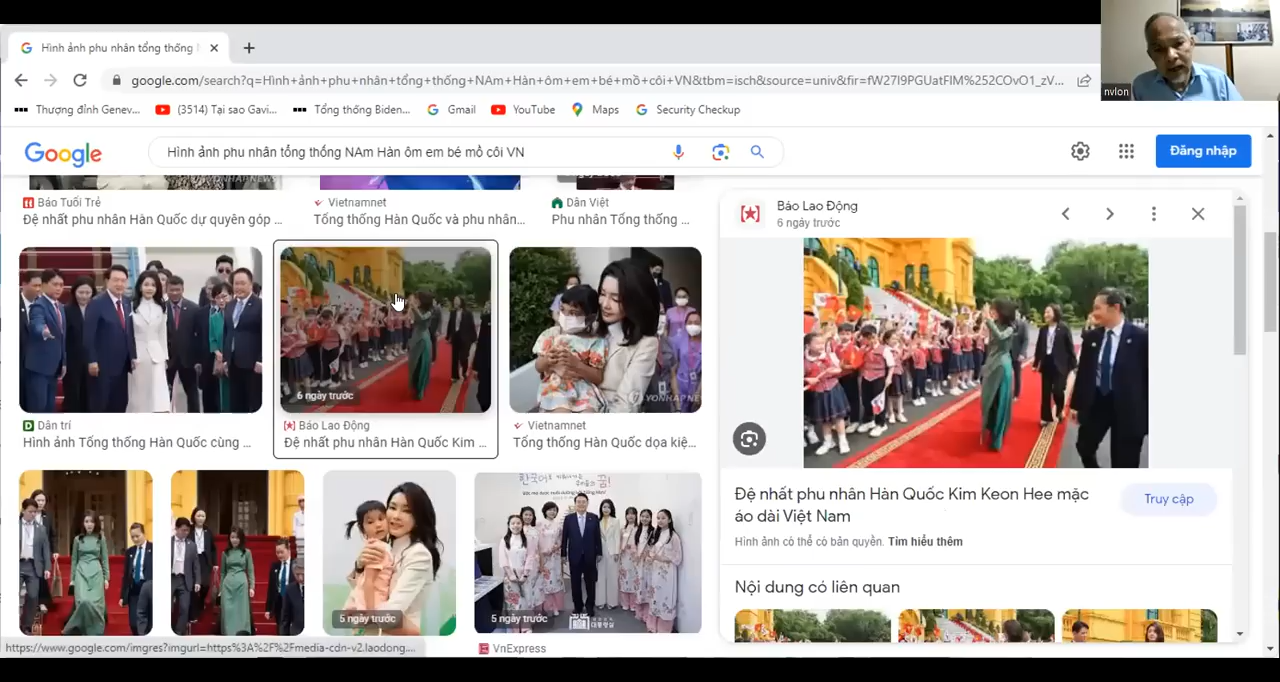 Hình ảnh phu nhân tổng thống N
google.com/search?q=Hình+ảnh+phu+nhân+tổng+thống+NAm+Hàn+ôm+em+bé+mồ+côi+VN&tbm=isch&source=univ&fir=fW27I9PGUatFIM%252COvO1_zV...
Thượng đỉnh Genev...
(3514) Tại sao Gavi...
Tổng thống Biden...
Gmail
YouTube
Maps
Security Checkup
nvlon
Google
Hình ảnh phu nhân tổng thống NAm Hàn ôm em bé mồ côi VN
Đăng nhập
YONHAPNEWS
Báo Tuổi Trẻ
Đệ nhất phu nhân Hàn Quốc dự quyên góp ...
Vietnamnet
Tổng thống Hàn Quốc và phu nhân...
Dân Việt
Phu nhân Tổng thống ...
6 ngày trước
YONHAPNEWS
Dân trí
Hình ảnh Tổng thống Hàn Quốc cùng ...
Báo Lao Động
Đệ nhất phu nhân Hàn Quốc Kim ...
Vietnamnet
Tổng thống Hàn Quốc dọa kiệ...
5 ngày trước
5 ngày trước
대통령실
VnExpress
https://www.google.com/imgres?imgurl=https%3A%2F%2Fmedia-cdn-v2.laodong....
Báo Lao Động
6 ngày trước
Đệ nhất phu nhân Hàn Quốc Kim Keon Hee mặc
áo dài Việt Nam
Truy cập
Hình ảnh có thể có bản quyền. Tìm hiểu thêm
Nội dung có liên quan